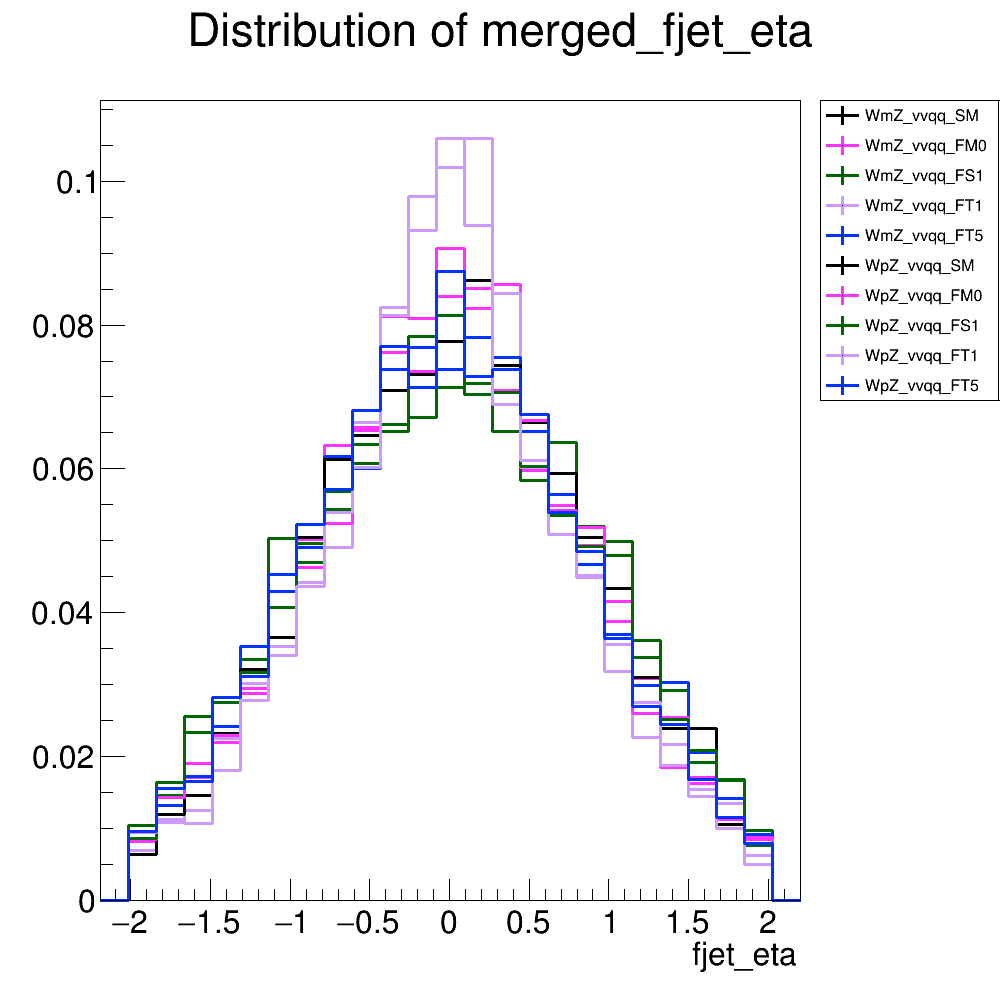 Distribution of merged_fjet_eta
WmZ_vvqq_SM
WmZ_vvqq_FM0
WmZ_vvqq_FS1
WmZ_vvqq_FT1
WmZ_vvqq_FT5
WpZ_vvqq_SM
WpZ_vvqq_FM0
WpZ_vvqq_FS1
WpZ_vvqq_FT1
WpZ_vvqq_FT5
0.1
0.08
0.06
0.04
0.02
0
−2 −1.5 −1 −0.5 0 0.5 1 1.5 2
fjet_eta